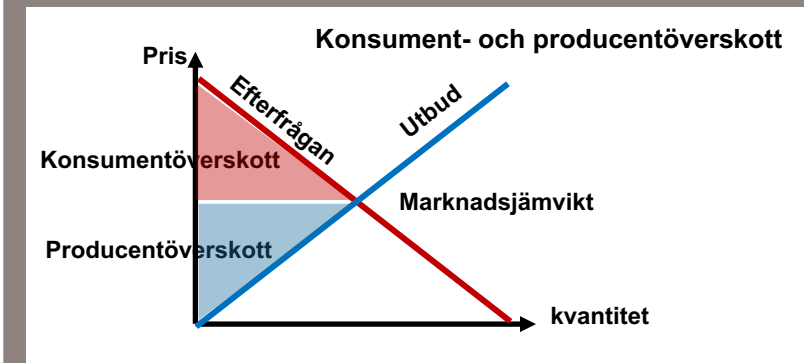 Konsument- och producentöverskott
Pris
Efterfrågan
Utbud
Konsumentöverskott
Marknadsjämvikt
Producentöverskott
kvantitet